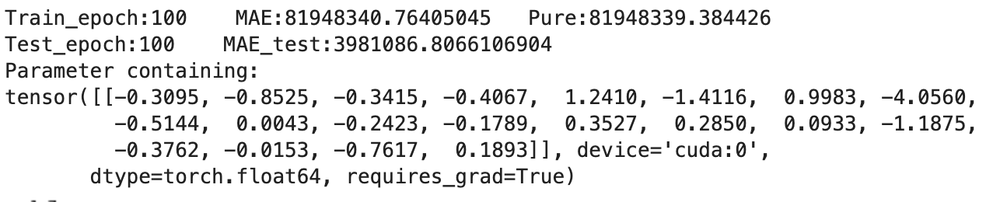 Train_epoch:100    MAE:81948340.76405045   Pure:81948339.384426
Test_epoch:100    MAE_test:3981086.8066106904
Parameter containing:
tensor([[-0.3095, -0.8525, -0.3415, -0.4067,  1.2410, -1.4116,  0.9983, -4.0560,
         -0.5144,  0.0043, -0.2423, -0.1789,  0.3527,  0.2850,  0.0933, -1.1875,
         -0.3762, -0.0153, -0.7617,  0.1893]], device='cuda:0',
       dtype=torch.float64, requires_grad=True)